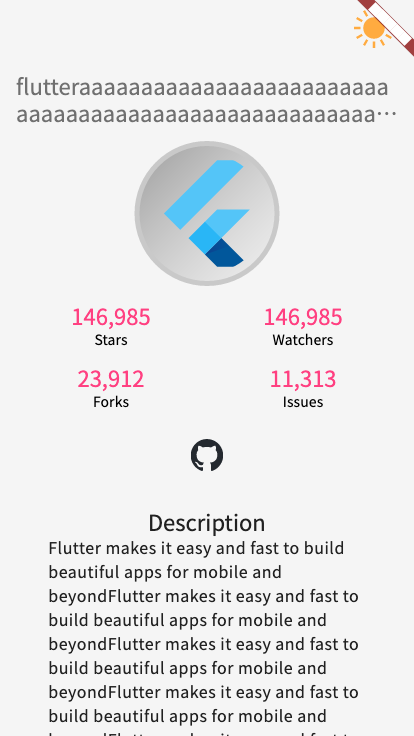 flutteraaaaaaaaaaaaaaaaaaaaaaaaa
aaaaaaaaaaaaaaaaaaaaaaaaaaaaa…
146,985
146,985
Stars
Watchers
23,912
11,313
Forks
Issues
Description
Flutter makes it easy and fast to build
beautiful apps for mobile and
beyondFlutter makes it easy and fast to
build beautiful apps for mobile and
beyondFlutter makes it easy and fast to
build beautiful apps for mobile and
beyondFlutter makes it easy and fast to
build beautiful apps for mobile and